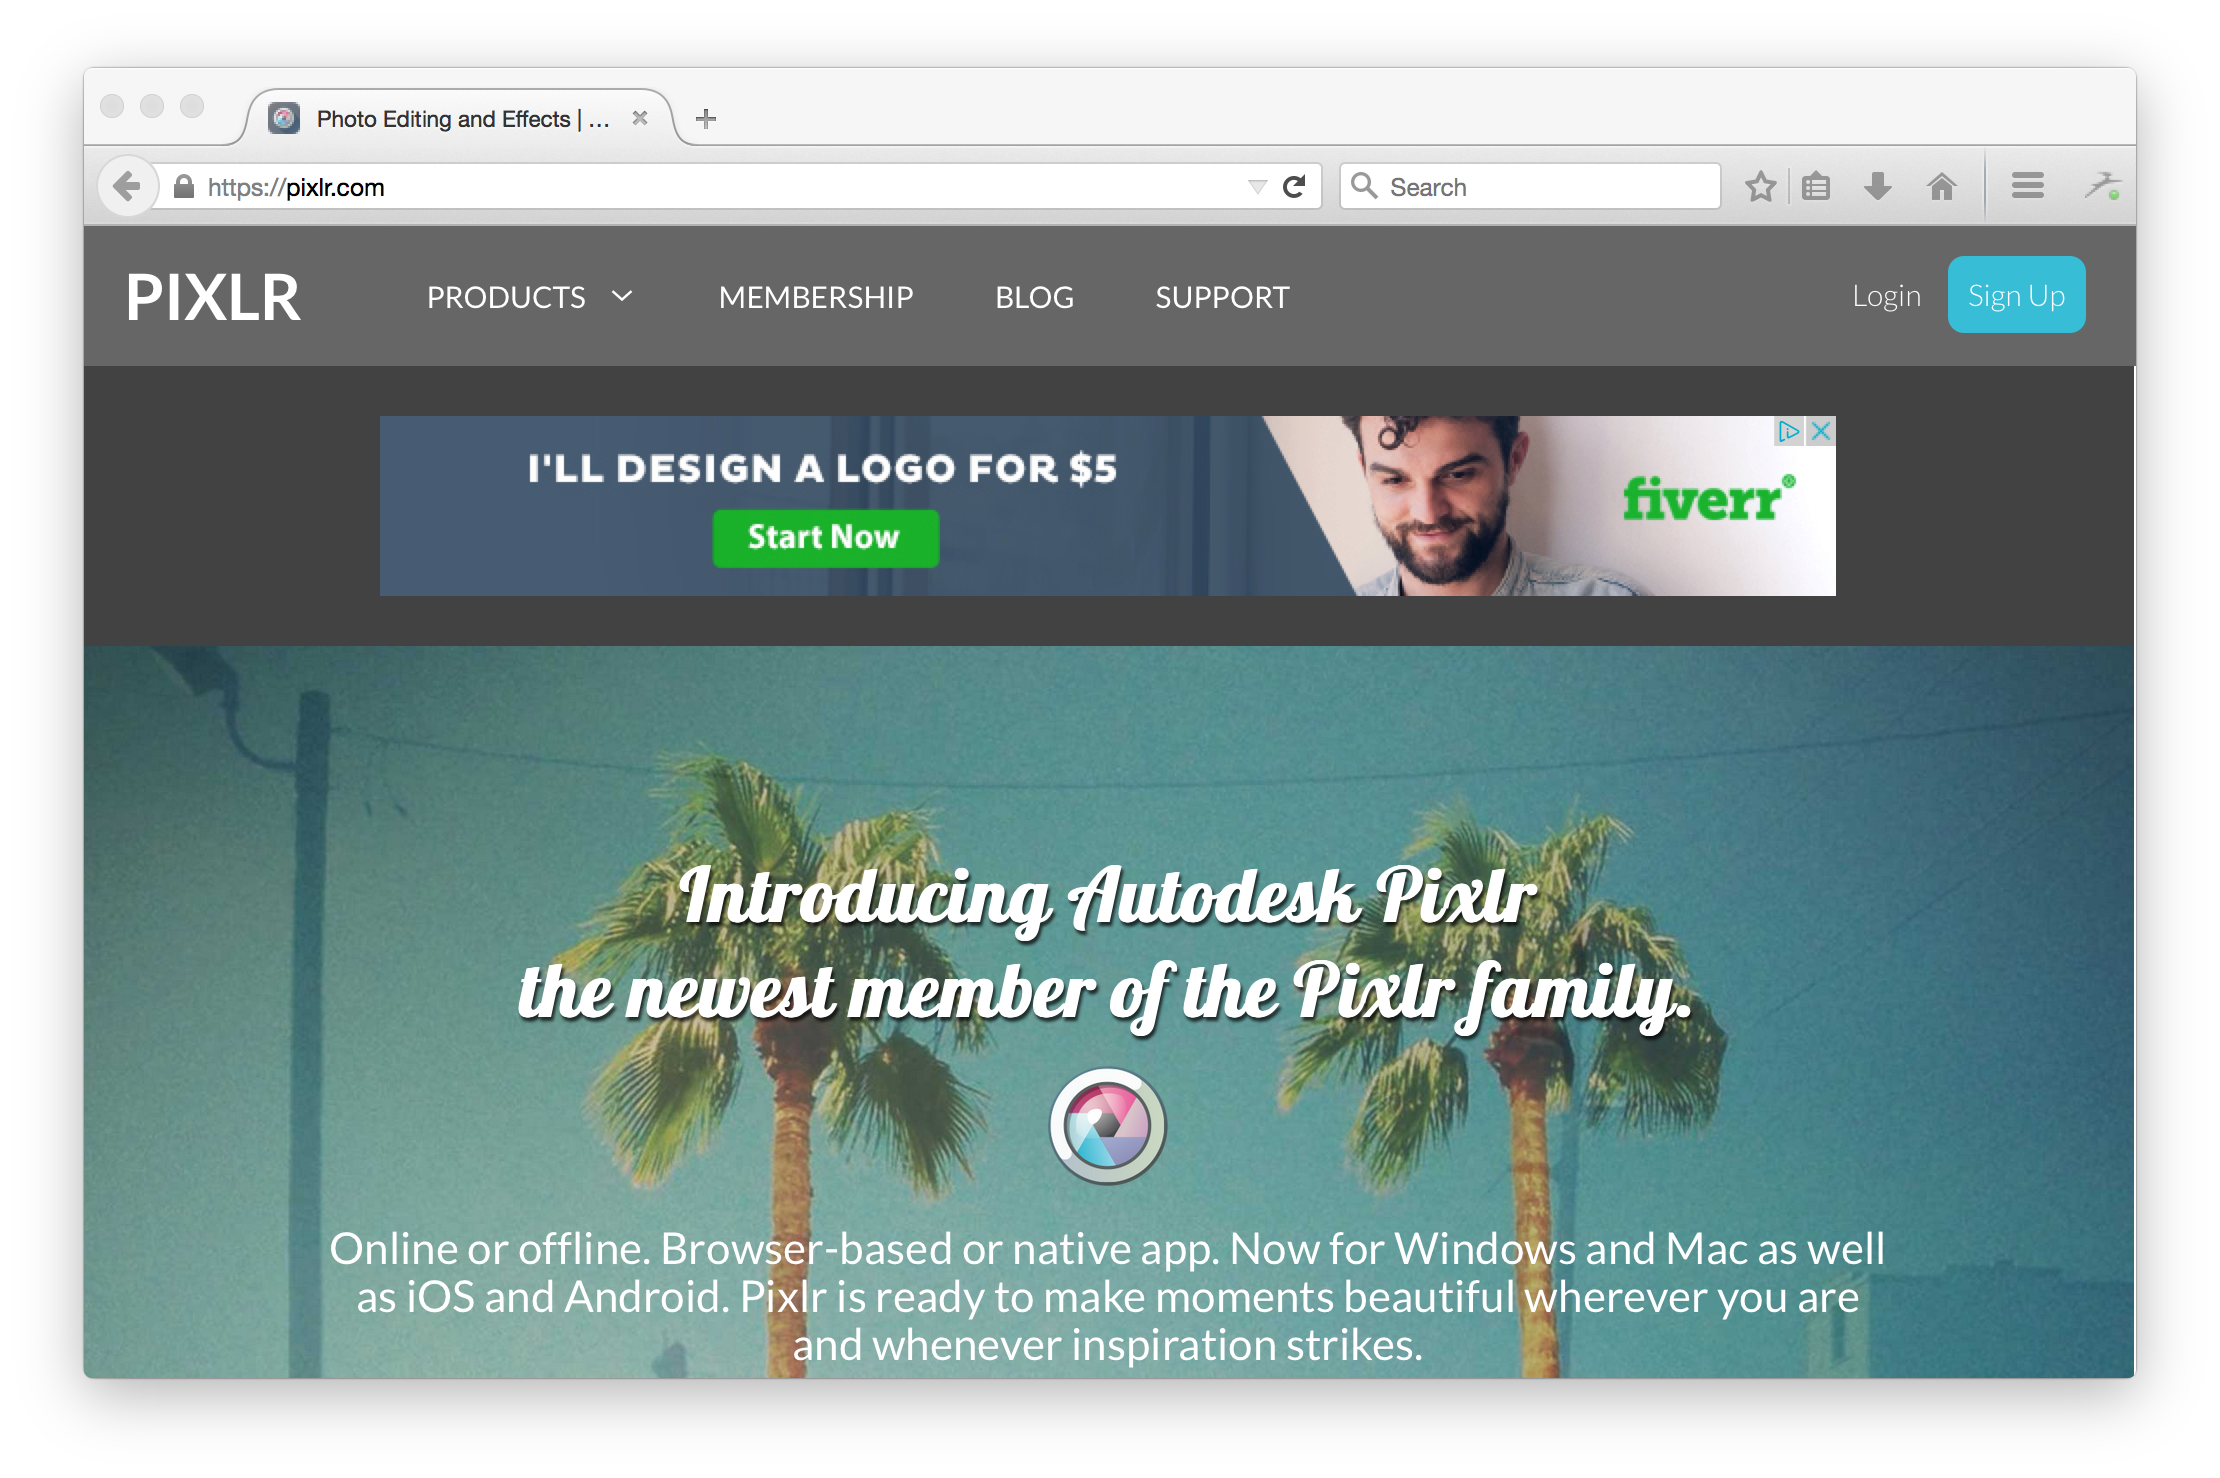 Photo Editing and Effects | ...
https://pixlr.com
Search
PIXLR
PRODUCTS
MEMBERSHIP
BLOG
SUPPORT
Login
Sign Up
I'LL DESIGN A LOGO FOR $5
Start Now
fiverr
Introducing Autodesk Pixlr
the newest member of the Pixlr family.
Online or offline. Browser-based or native app. Now for Windows and Mac as well
as iOS and Android. Pixlr is ready to make moments beautiful wherever you are
and whenever inspiration strikes.